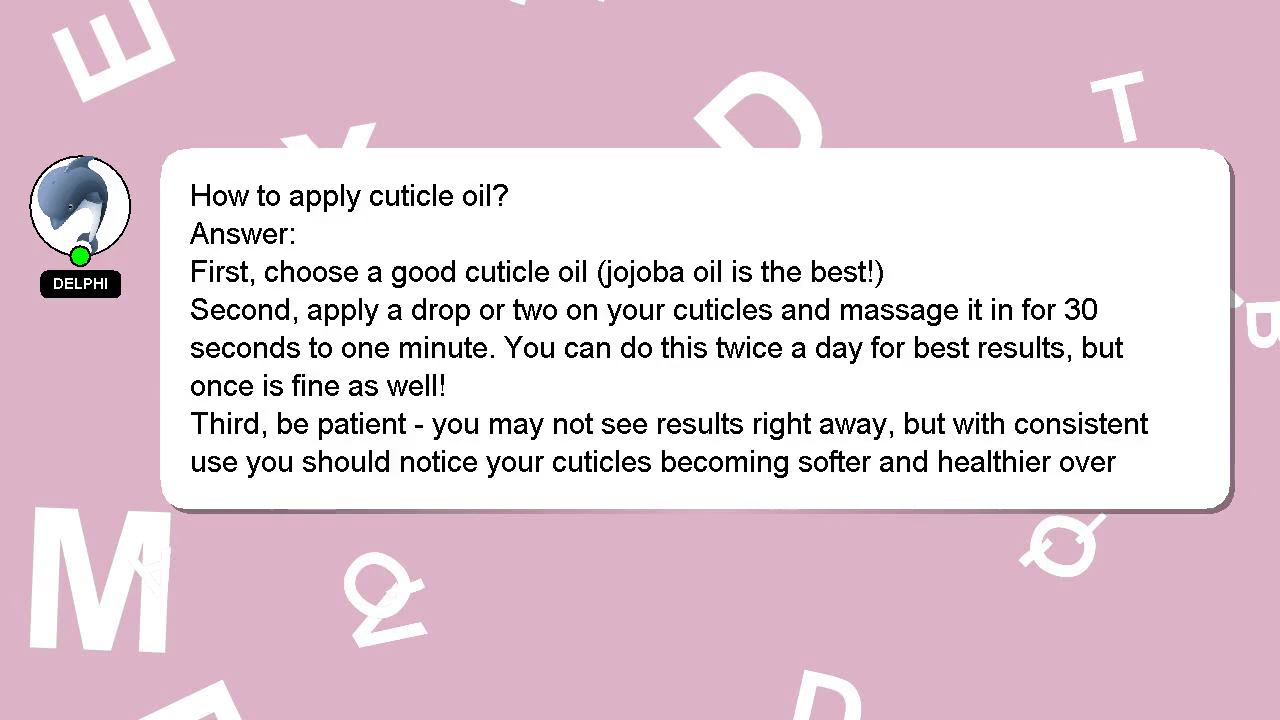 How to apply cuticle oil?
Answer:
First, choose a good cuticle oil (jojoba oil is the best!)
Second, apply a drop or two on your cuticles and massage it in for 30
seconds to one minute. You can do this twice a day for best results, but
once is fine as well!
Third, be patient - you may not see results right away, but with consistent
use you should notice your cuticles becoming softer and healthier over
DELPHI
E
Y
D
T
B
M
Q
Z
Q
D
E